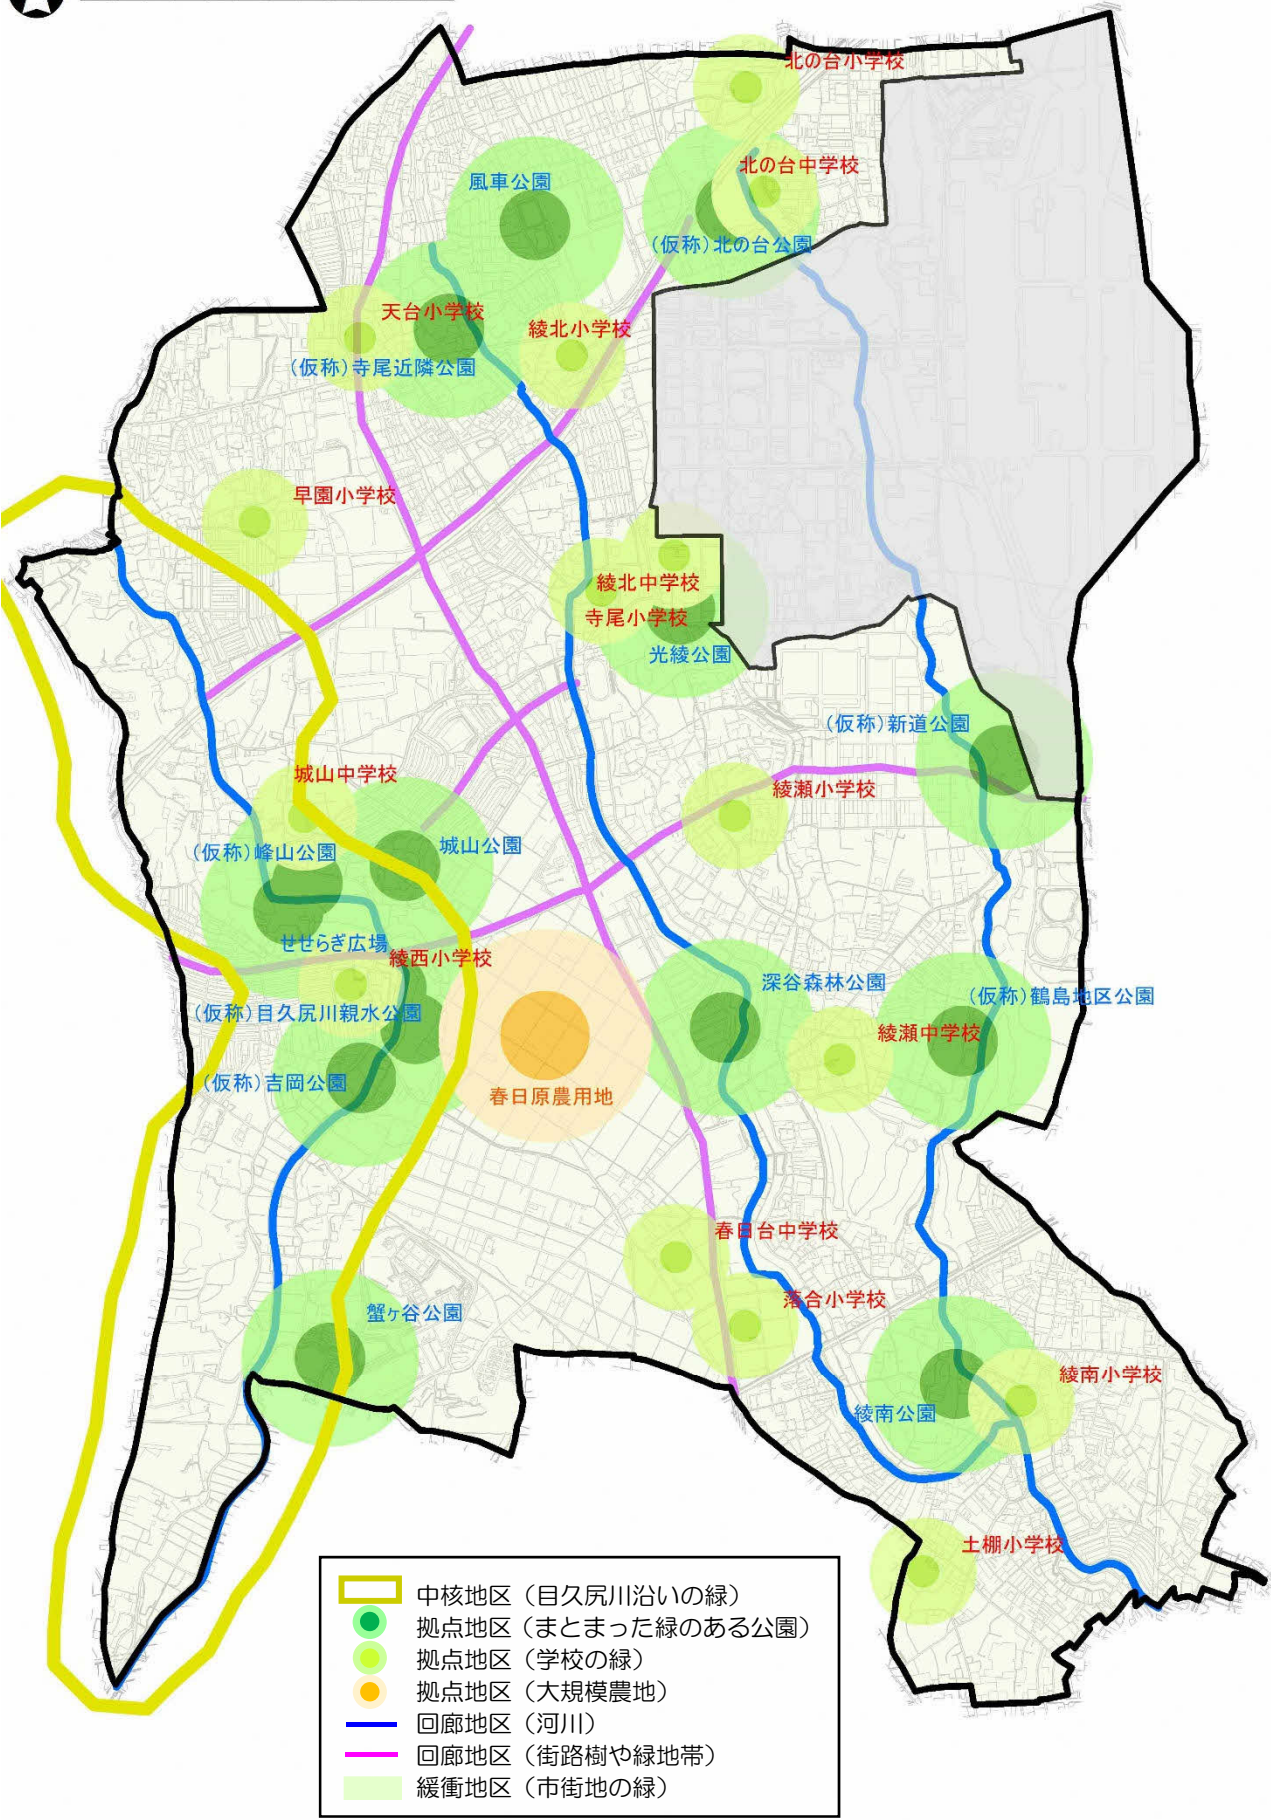 北の台小学校
北の台中学校
風車公園
(仮称)北の台公園
天台小学校
綾北小学校
(仮称)寺尾近隣公園
早園小学校
綾北中学校
寺尾小学校
光綾公園
(仮称)新道公園
城山中学校
綾瀬小学校
城山公園
(仮称)峰山公園
せせらぎ広場
綾西小学校
深谷森林公園
(仮称)鶴島地区公園
(仮称)目久尻川親水公園
綾瀬中学校
(仮称)吉岡公園
春日原農用地
春日台中学校
落合小学校
蟹ヶ谷公園
綾南小学校
綾南公園
土棚小学校
中核地区（目久尻川沿いの緑）
拠点地区（まとまった緑のある公園）
拠点地区（学校の緑）
拠点地区（大規模農地）
回廊地区（河川）
回廊地区（街路樹や緑地帯）
緩衝地区（市街地の緑）